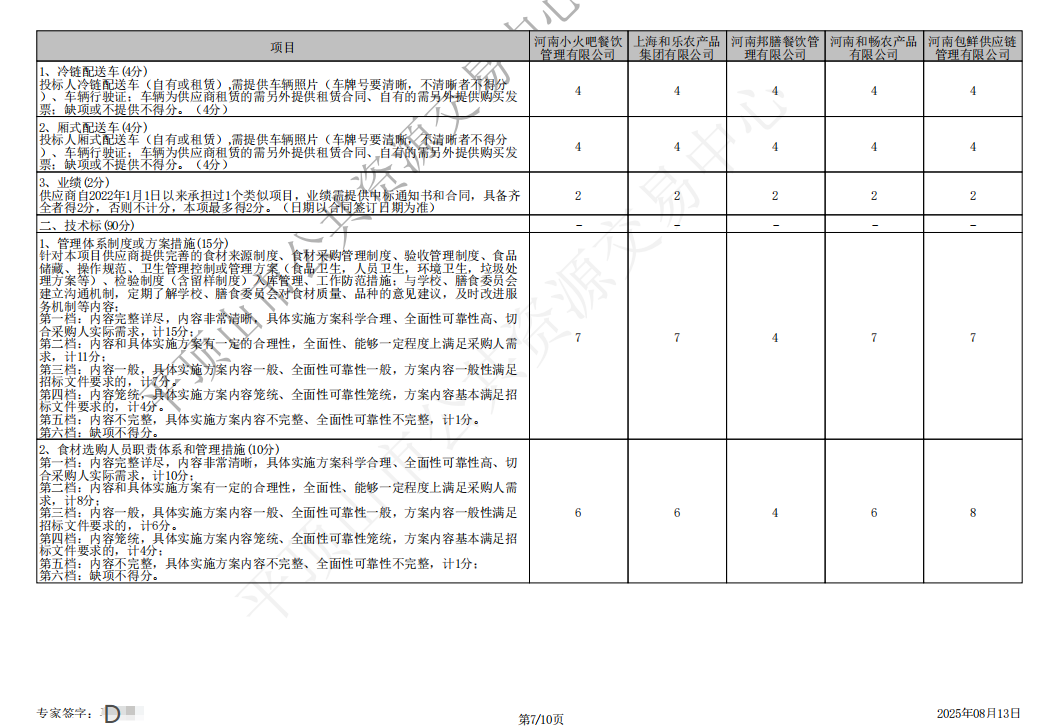 项目 河南小火吧餐饮管理有限公司 上海和乐农产品集团有限公司 河南邦膳餐饮管理有限公司 河南和畅农产品有限公司 河南包鲜供应链管理有限公司
1、冷链配送车(4分)
投标人冷链配送车（自有或租赁）,需提供车辆照片（车牌号要清晰，不清晰者不得分
）、车辆行驶证；车辆为供应商租赁的需另外提供租赁合同、自有的需另外提供购买发
票；缺项或不提供不得分。（4分）
4 4 4 4 4
2、厢式配送车(4分)
投标人厢式配送车（自有或租赁）,需提供车辆照片（车牌号要清晰，不清晰者不得分
）、车辆行驶证；车辆为供应商租赁的需另外提供租赁合同、自有的需另外提供购买发
票；缺项或不提供不得分。（4分）
4 4 4 4 4
3、业绩(2分)
供应商自2022年1月1日以来承担过1个类似项目，业绩需提供中标通知书和合同，具备齐
全者得2分，否则不计分，本项最多得2分。（日期以合同签订日期为准）
2 2 2 2 2
二、技术标(90分) – – – – –
1、管理体系制度或方案措施(15分)
针对本项目供应商提供完善的食材来源制度、食材采购管理制度、验收管理制度、食品
储藏、操作规范、卫生管理控制或管理方案（食品卫生，人员卫生，环境卫生，垃圾处
理方案等）、检验制度（含留样制度）入库管理、工作防范措施；与学校、膳食委员会
建立沟通机制，定期了解学校、膳食委员会对食材质量、品种的意见建议，及时改进服
务机制等内容；
第一档：内容完整详尽，内容非常清晰，具体实施方案科学合理、全面性可靠性高、切
合采购人实际需求，计15分；
第二档：内容和具体实施方案有一定的合理性，全面性、能够一定程度上满足采购人需
求，计11分；
第三档：内容一般，具体实施方案内容一般、全面性可靠性一般，方案内容一般性满足
招标文件要求的，计7分。
第四档：内容笼统，具体实施方案内容笼统、全面性可靠性笼统，方案内容基本满足招
标文件要求的，计4分。
第五档：内容不完整，具体实施方案内容不完整、全面性可靠性不完整，计1分。
第六档：缺项不得分。
7 7 4 7 7
2、食材选购人员职责体系和管理措施(10分)
第一档：内容完整详尽，内容非常清晰，具体实施方案科学合理、全面性可靠性高、切
合采购人实际需求，计10分；
第二档：内容和具体实施方案有一定的合理性，全面性、能够一定程度上满足采购人需
求，计8分；
第三档：内容一般，具体实施方案内容一般、全面性可靠性一般，方案内容一般性满足
招标文件要求的，计6分。
第四档：内容笼统，具体实施方案内容笼统、全面性可靠性笼统，方案内容基本满足招
标文件要求的，计4分；
第五档：内容不完整，具体实施方案内容不完整、全面性可靠性不完整，计1分；
第六档：缺项不得分。
6 6 4 6 8
平顶山市公共资源交易中心
平顶山市公共资源交易中心
专家签字： D
第7/10页
2025年08月13日